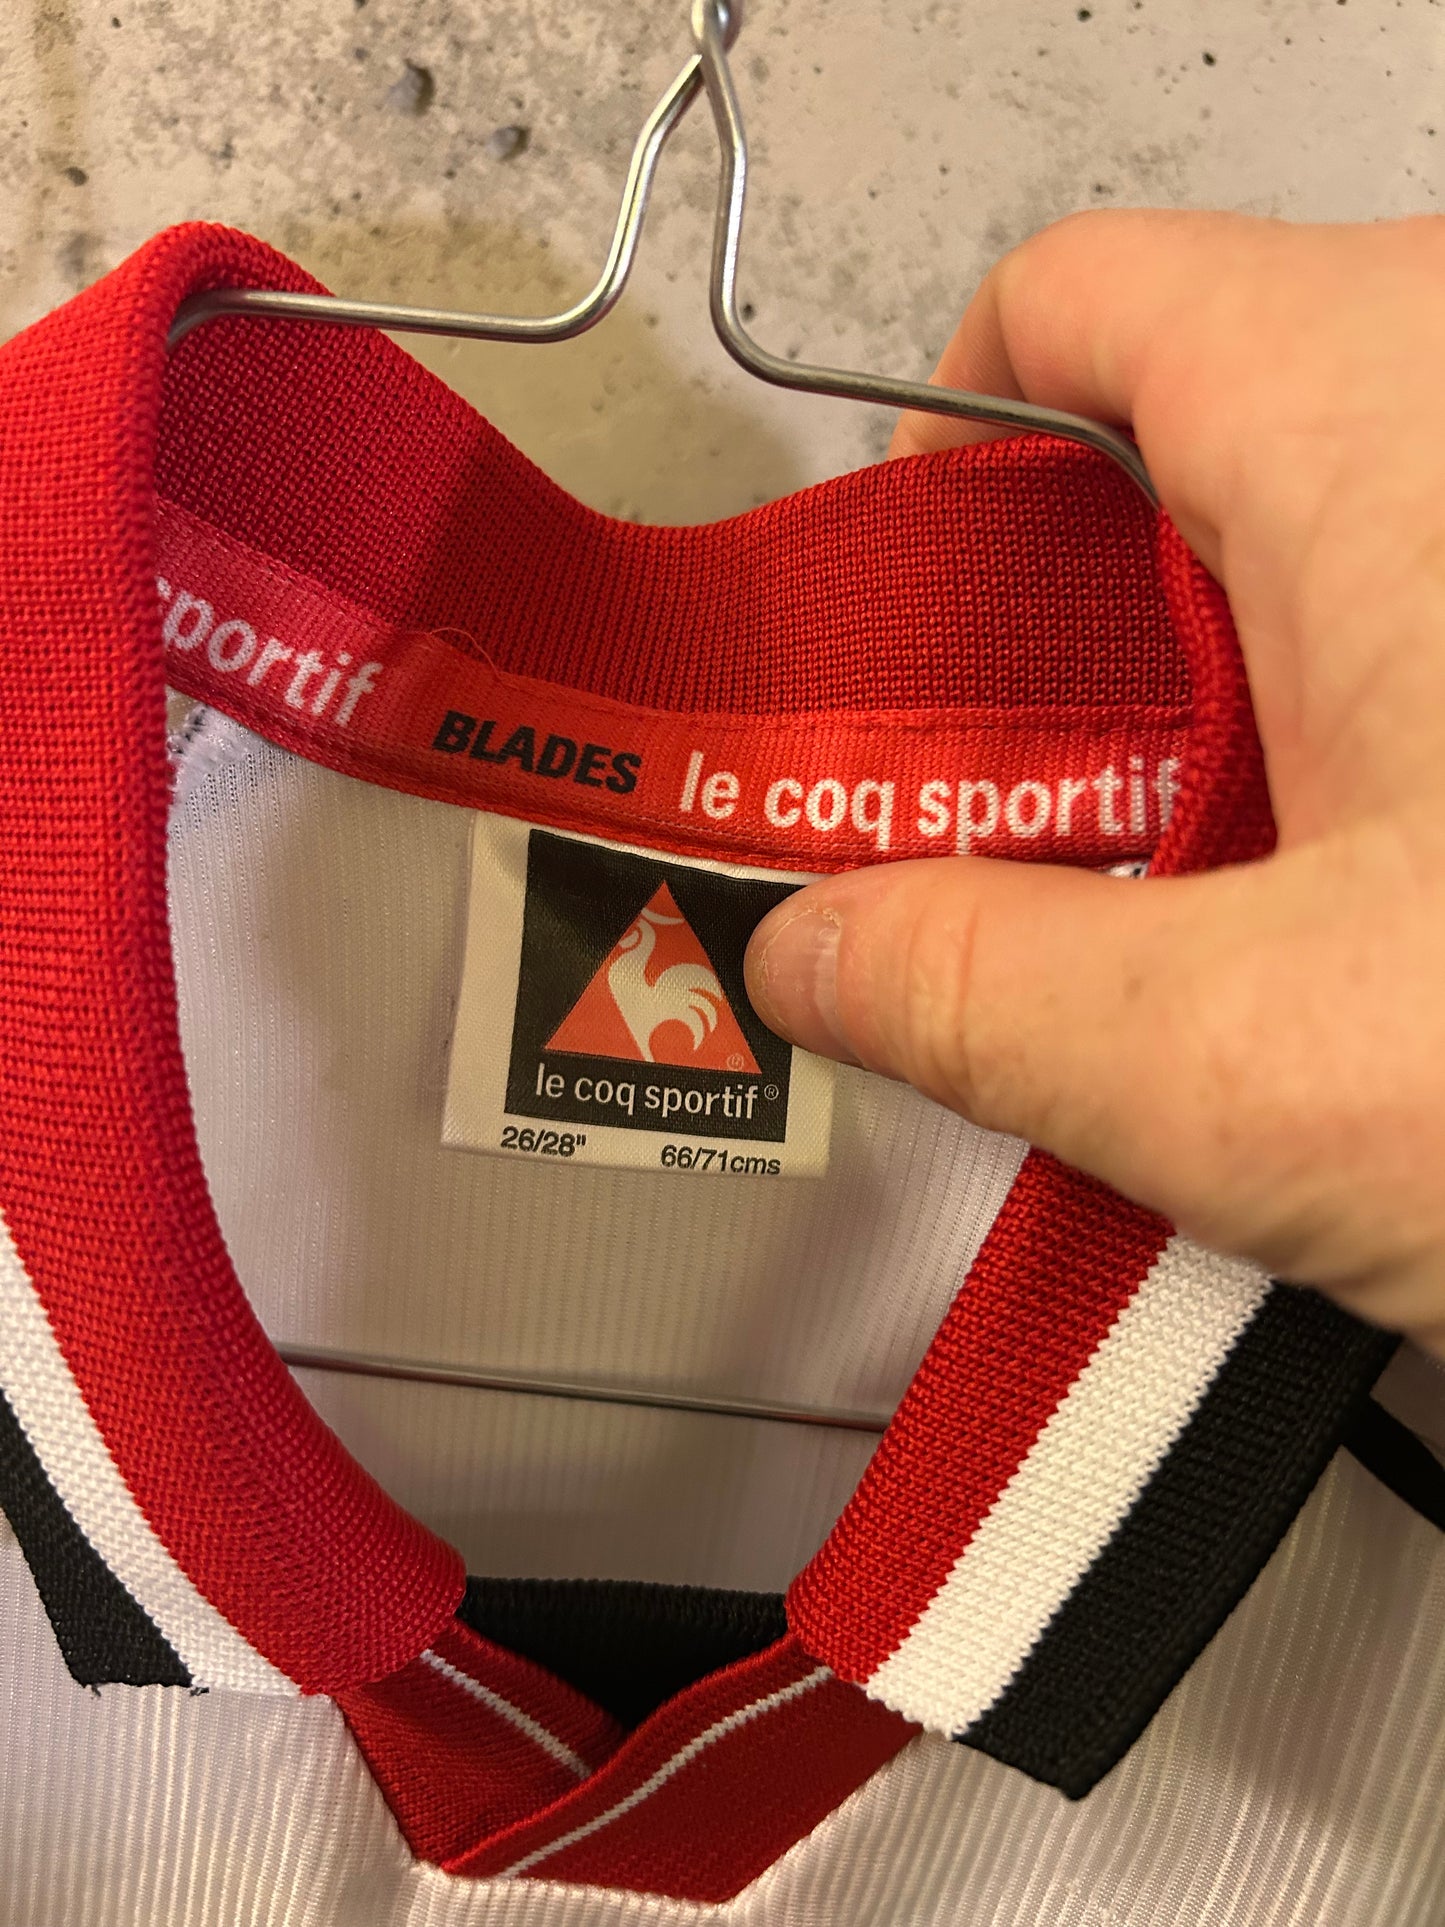 sportif BLADES le coq sportif
le coq sportif®
26/28" 66/71cms